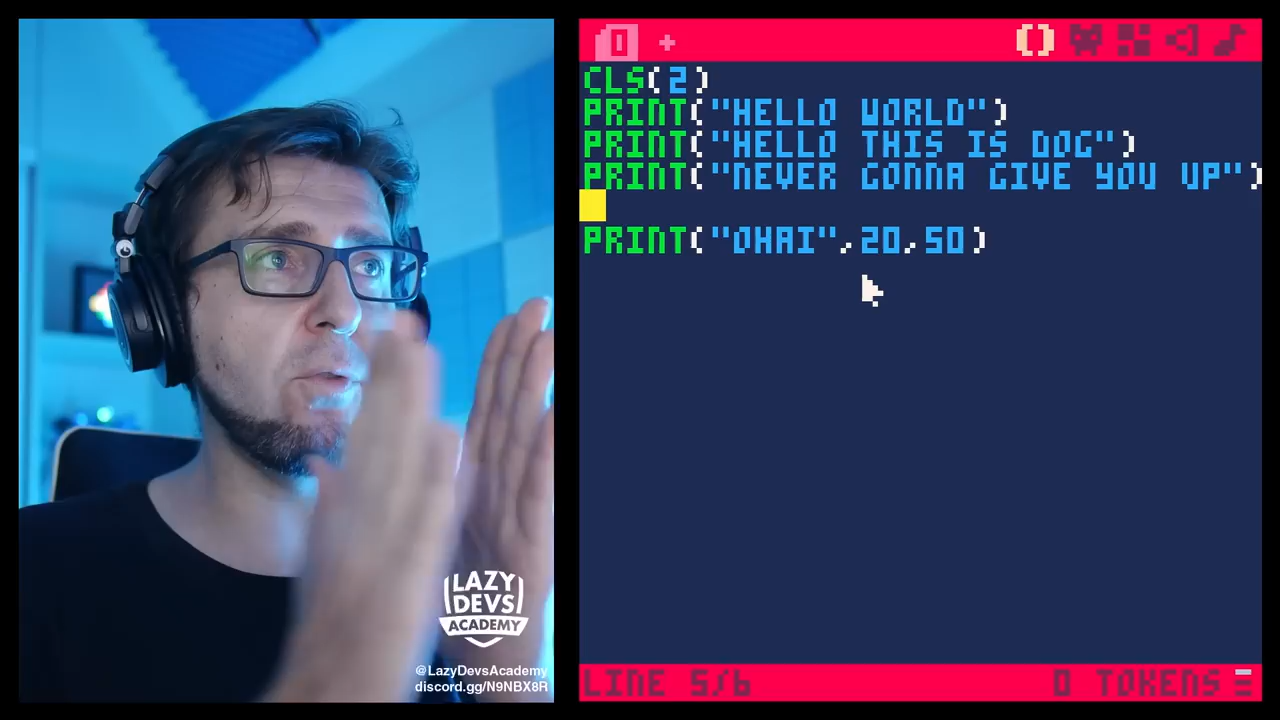 0 +
CLS(2)
PRINT("HELLO WORLD")
PRINT("HELLO THIS IS DOG")
PRINT("NEVER GONNA GIVE YOU UP")
PRINT("OHAI",20,50)
LINE 5/6
0 TOKENS
LAZY
DEVS
ACADEMY
@LazyDevsAcademy
discord.gg/N9NBX8R